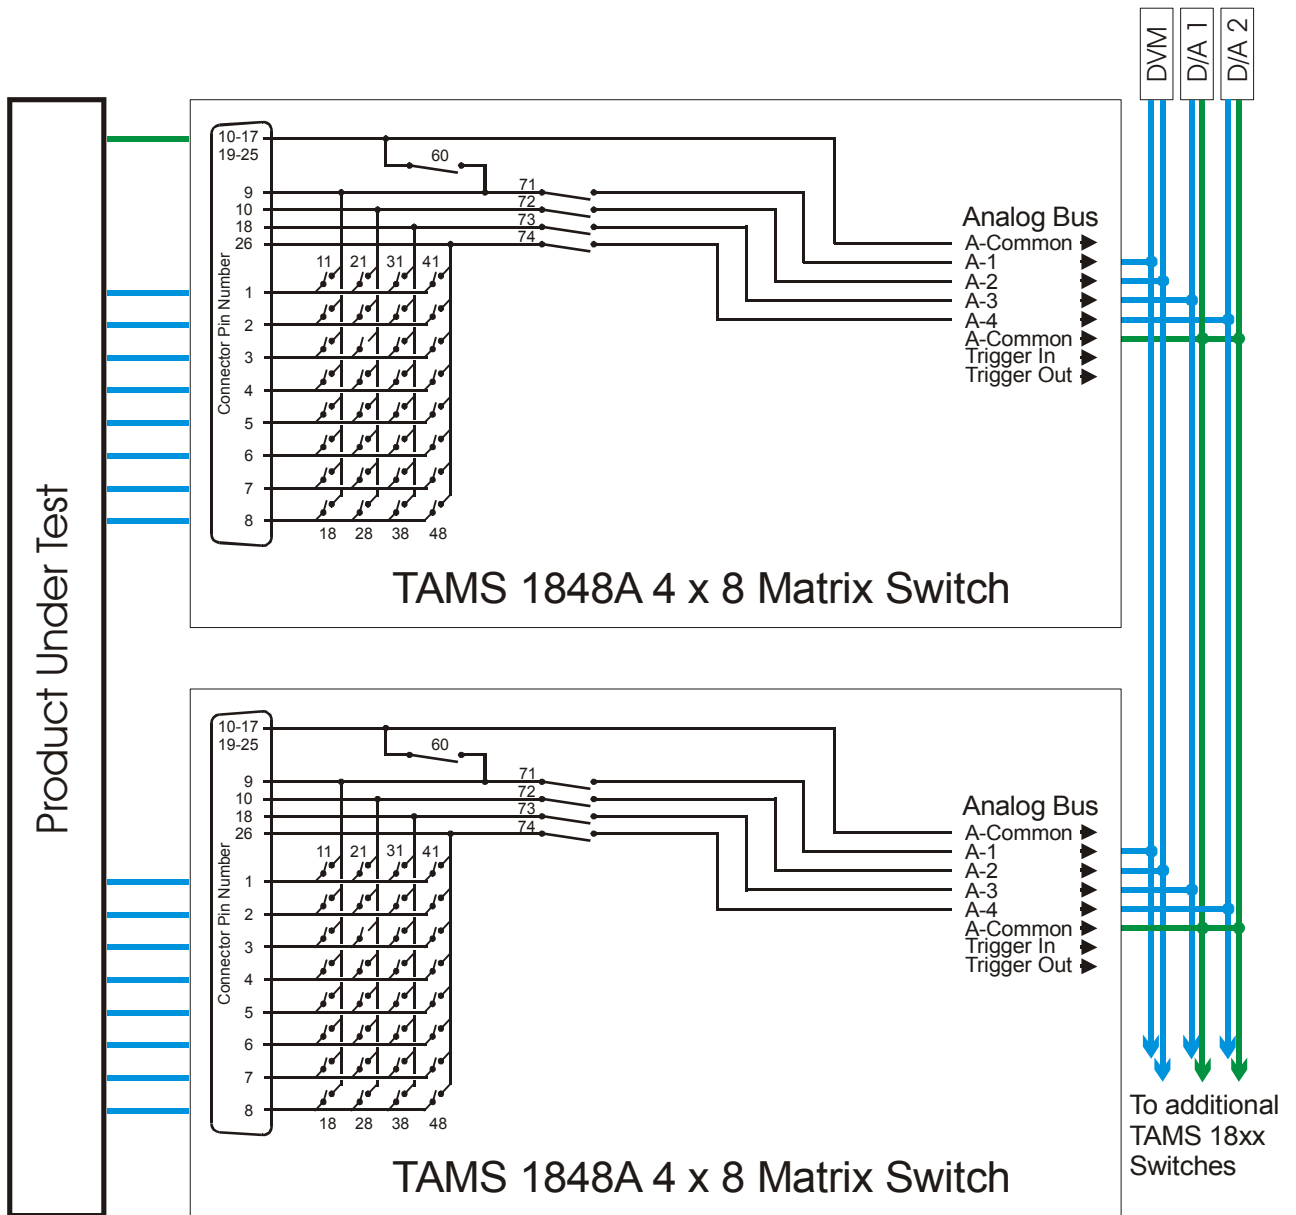 DVM
D/A 1
D/A 2
Product Under Test
10-17
19-25
60
9
10
18
26
71
72
73
74
Connector Pin Number
11 21 31 41
1
2
3
4
5
6
7
8
18 28 38 48
Analog Bus
A-Common
A-1
A-2
A-3
A-4
A-Common
Trigger In
Trigger Out
TAMS 1848A 4 x 8 Matrix Switch
10-17
19-25
60
9
10
18
26
71
72
73
74
Connector Pin Number
11 21 31 41
1
2
3
4
5
6
7
8
18 28 38 48
Analog Bus
A-Common
A-1
A-2
A-3
A-4
A-Common
Trigger In
Trigger Out
TAMS 1848A 4 x 8 Matrix Switch
To additional
TAMS 18xx
Switches